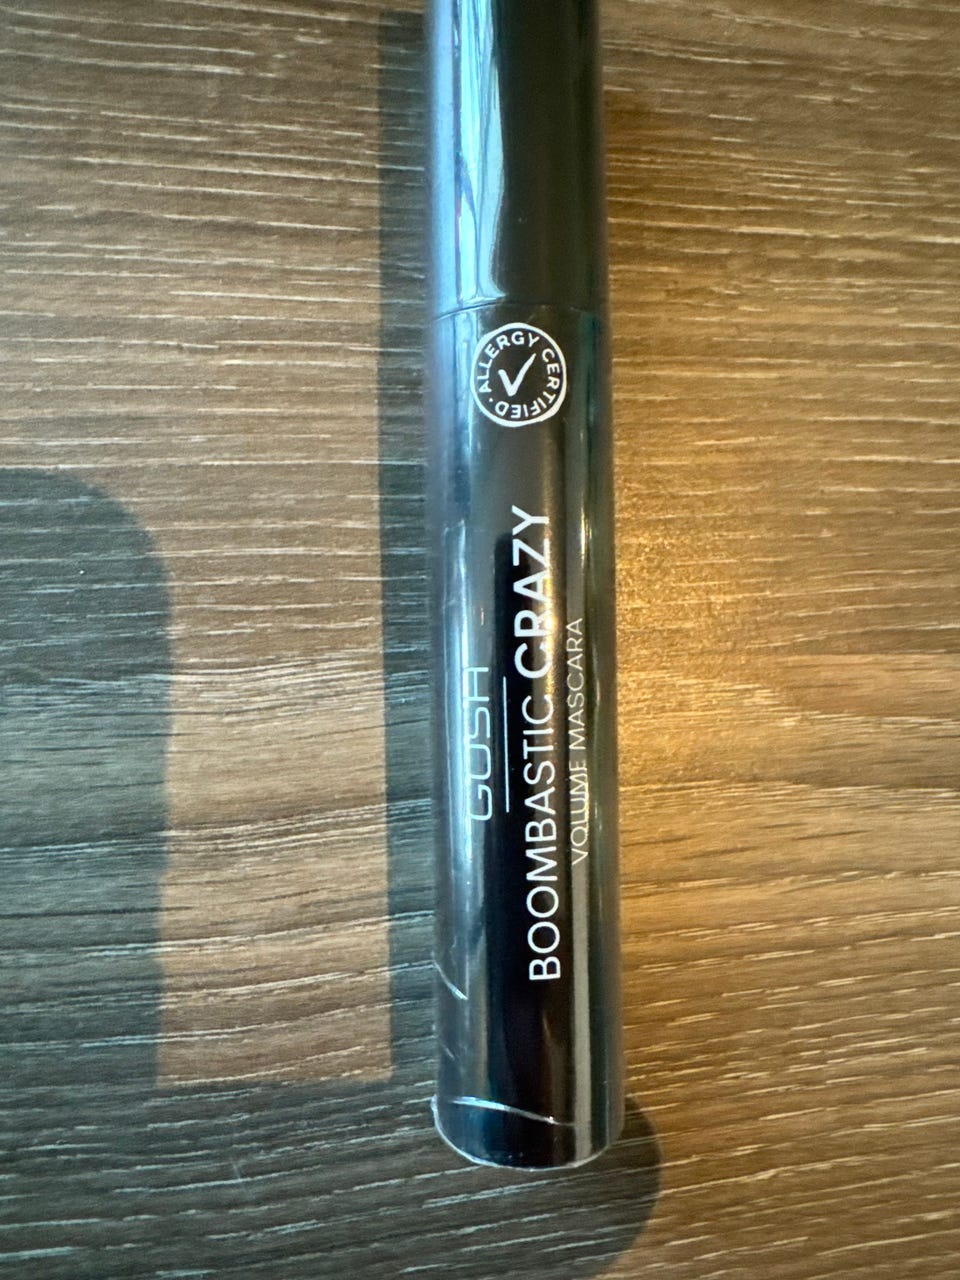 ALLERGY CERTIFIED
GOSH
BOOMBASTIC CRAZY
VOLUME MASCARA